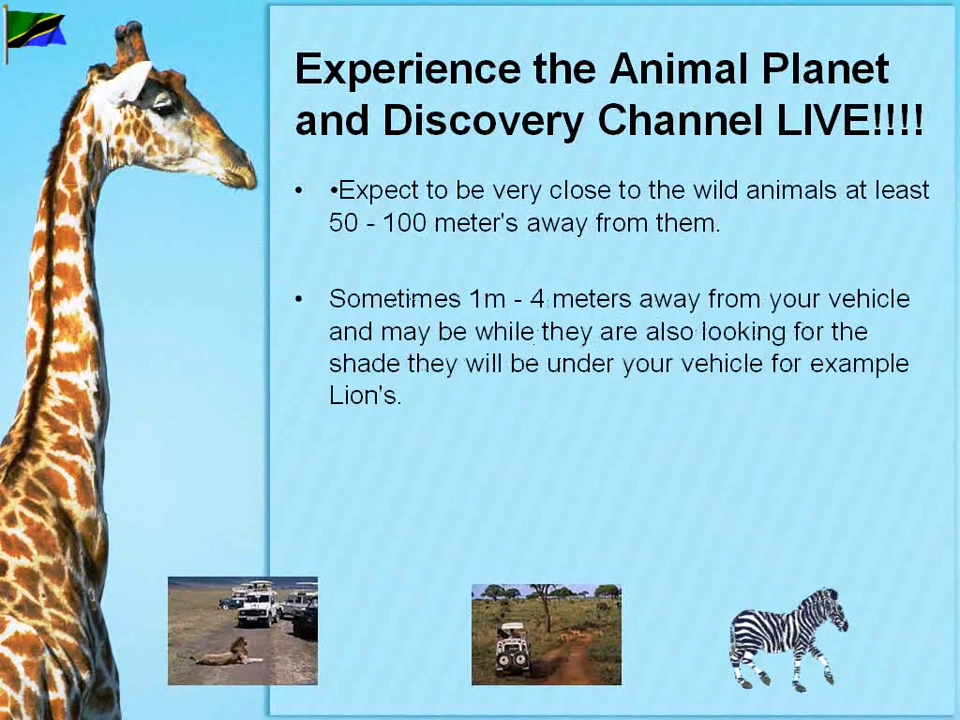 Experience the Animal Planet
and Discovery Channel LIVE!!!!
• •Expect to be very close to the wild animals at least
50 - 100 meter's away from them.
• Sometimes 1m - 4 meters away from your vehicle
and may be while they are also looking for the
shade they will be under your vehicle for example
Lion's.